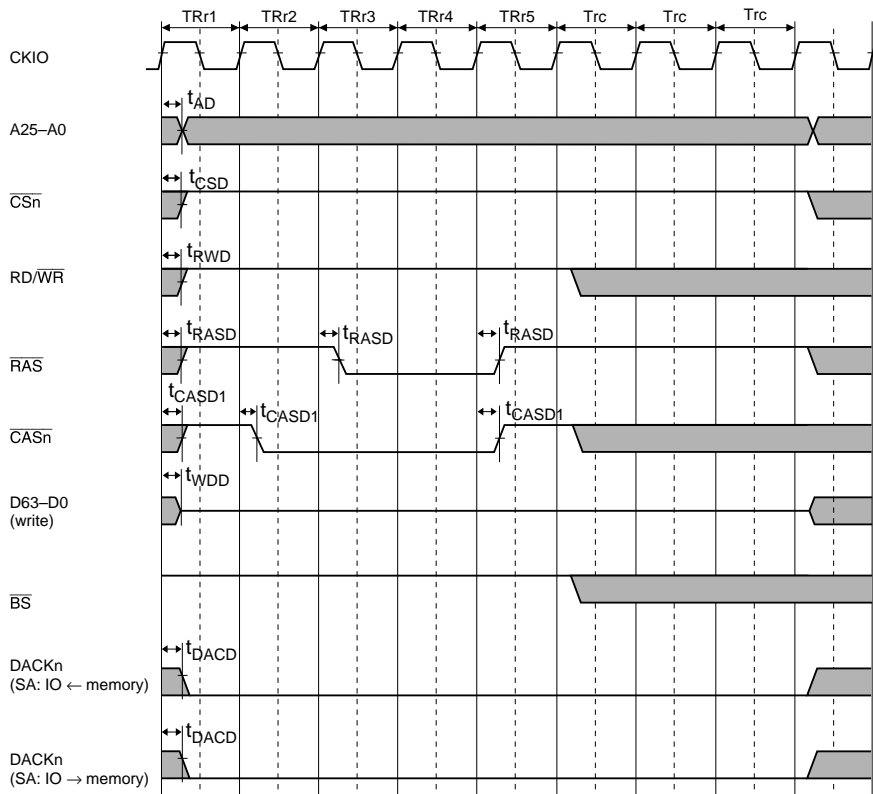 TRr1 TRr2 TRr3 TRr4 TRr5 Trc Trc Trc
CKIO
tAD
A25–A0
tCSD
CSn
tRWD
RD/WR
tRASD tRASD tRASD
RAS
tCASD1 tCASD1 tCASD1
CASn
tWDD
D63–D0
(write)
BS
tDACD
DACKn
(SA: IO ← memory)
tDACD
DACKn
(SA: IO → memory)